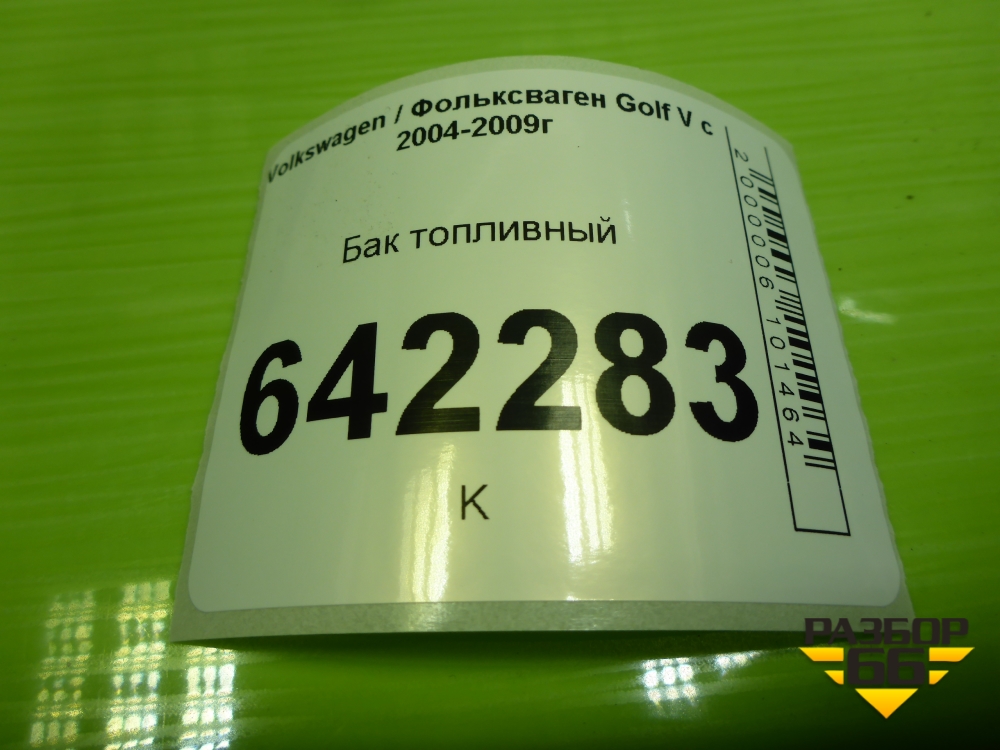 Volkswagen / Фольксваген Golf V с
2004-2009г
Бак топливный
642283
К
2000006101464
РАЗБОР
66